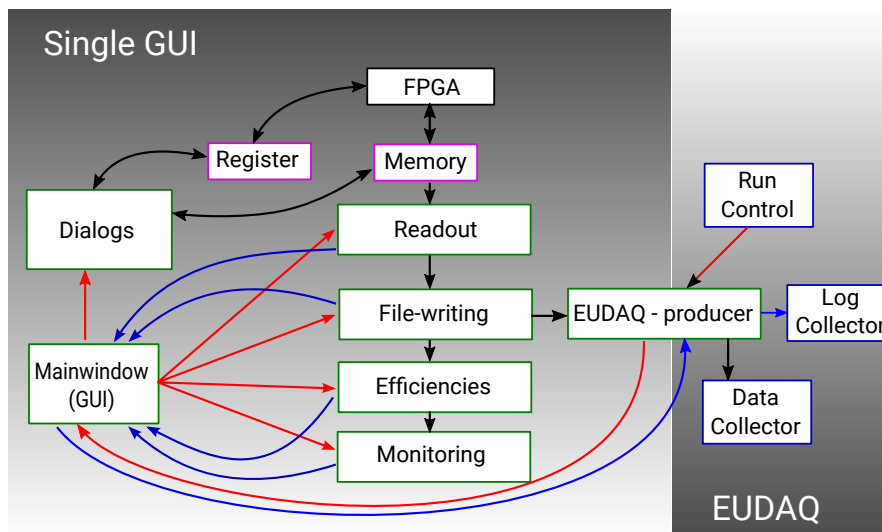 Single GUI
FPGA
Register
Memory
Dialogs
Readout
Run
Control
File-writing
EUDAQ - producer
Log
Collector
Mainwindow
(GUI)
Efficiencies
Data
Collector
Monitoring
EUDAQ